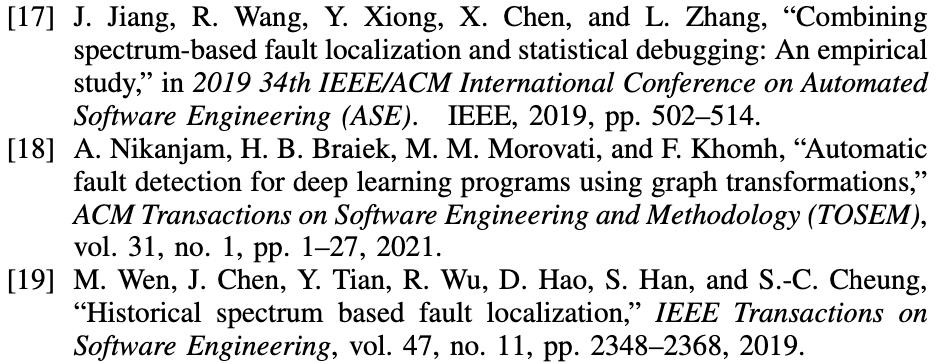 [17] J. Jiang, R. Wang, Y. Xiong, X. Chen, and L. Zhang, “Combining
spectrum-based fault localization and statistical debugging: An empirical
study,” in 2019 34th IEEE/ACM International Conference on Automated
Software Engineering (ASE). IEEE, 2019, pp. 502–514.
[18] A. Nikanjam, H. B. Braiek, M. M. Morovati, and F. Khomh, “Automatic
fault detection for deep learning programs using graph transformations,”
ACM Transactions on Software Engineering and Methodology (TOSEM),
vol. 31, no. 1, pp. 1–27, 2021.
[19] M. Wen, J. Chen, Y. Tian, R. Wu, D. Hao, S. Han, and S.-C. Cheung,
“Historical spectrum based fault localization,” IEEE Transactions on
Software Engineering, vol. 47, no. 11, pp. 2348–2368, 2019.